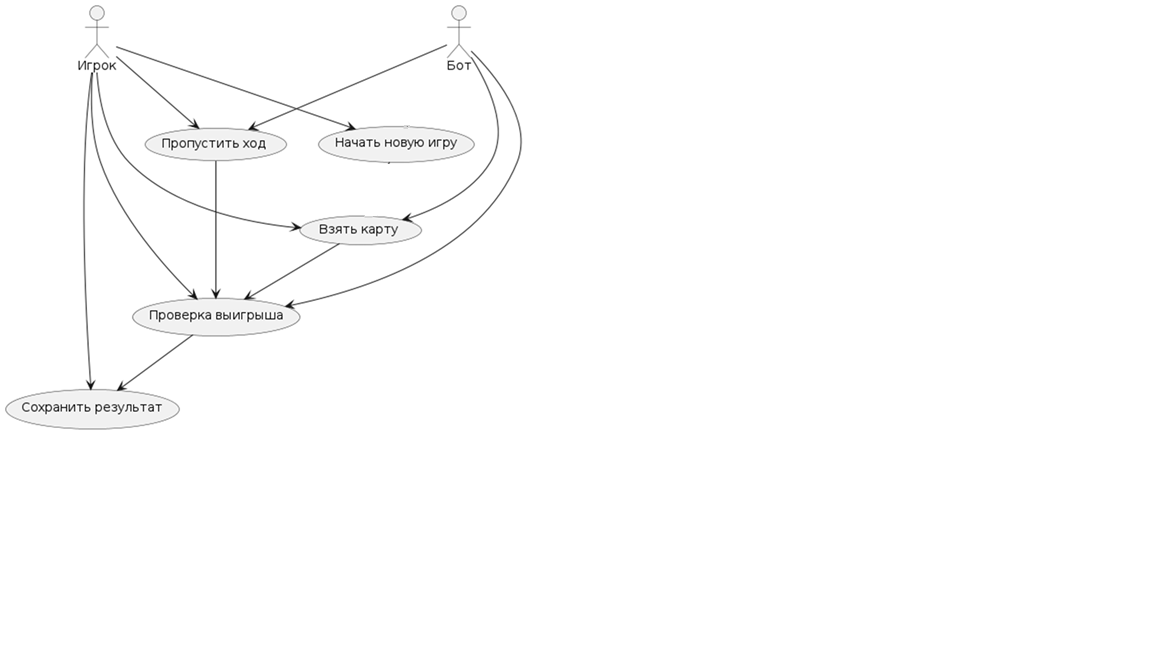 Игрок
Бот
Пропустить ход
Начать новую игру
Взять карту
Проверка выигрыша
Сохранить результат